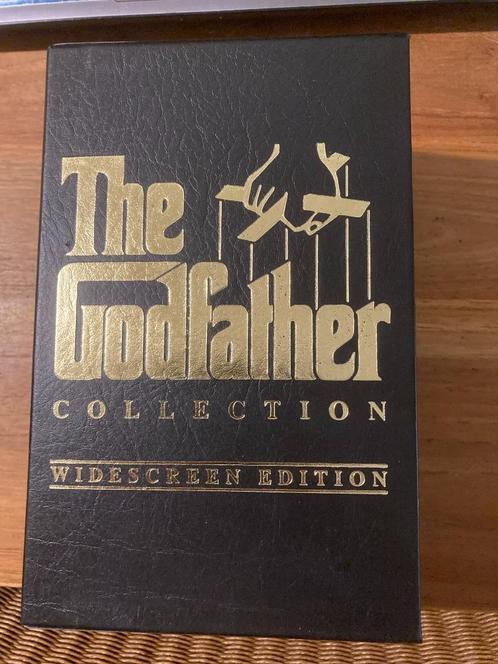 The
Godfather
COLLECTION
WIDESCREEN EDITION